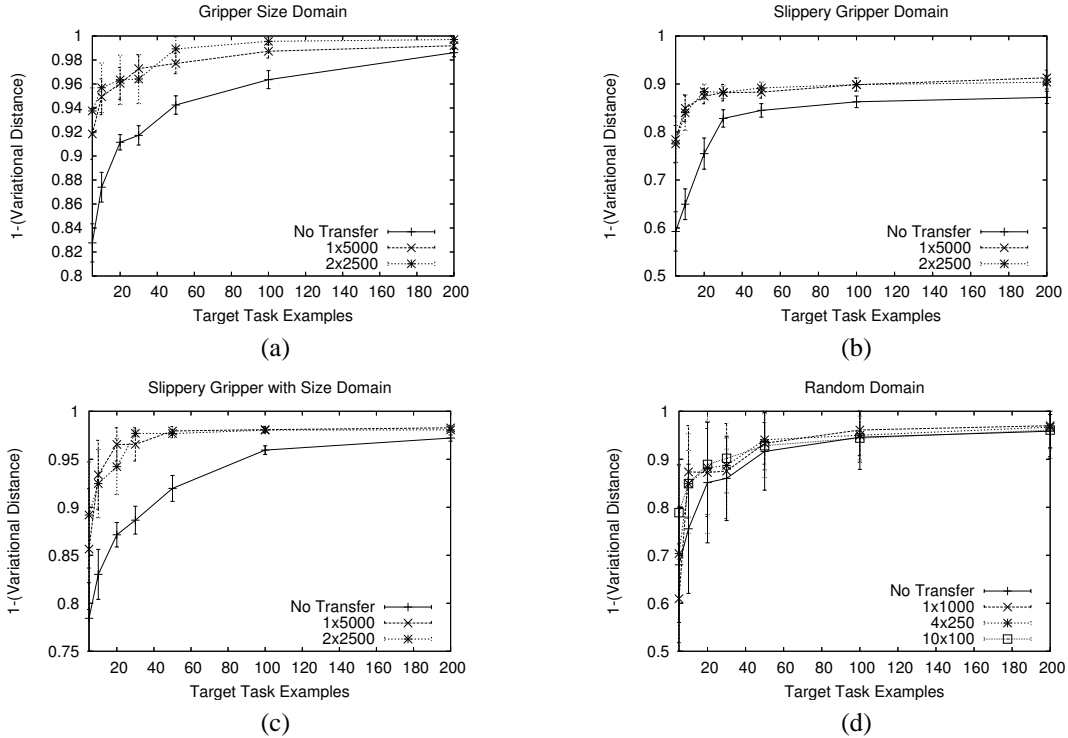 Gripper Size Domain
1
0.98
0.96
0.94
0.92
0.9
0.88
0.86
0.84
0.82
0.8
1-(Variational Distance)
No Transfer
1x5000
2x2500
20 40 60 80 100 120 140 160 180 200
Target Task Examples
(a)
Slippery Gripper Domain
1
0.9
0.8
0.7
0.6
0.5
1-(Variational Distance)
No Transfer
1x5000
2x2500
20 40 60 80 100 120 140 160 180 200
Target Task Examples
(b)
Slippery Gripper with Size Domain
1
0.95
0.9
0.85
0.8
0.75
1-(Variational Distance)
No Transfer
1x5000
2x2500
20 40 60 80 100 120 140 160 180 200
Target Task Examples
(c)
Random Domain
1
0.9
0.8
0.7
0.6
0.5
1-(Variational Distance)
No Transfer
1x1000
4x250
10x100
20 40 60 80 100 120 140 160 180 200
Target Task Examples
(d)